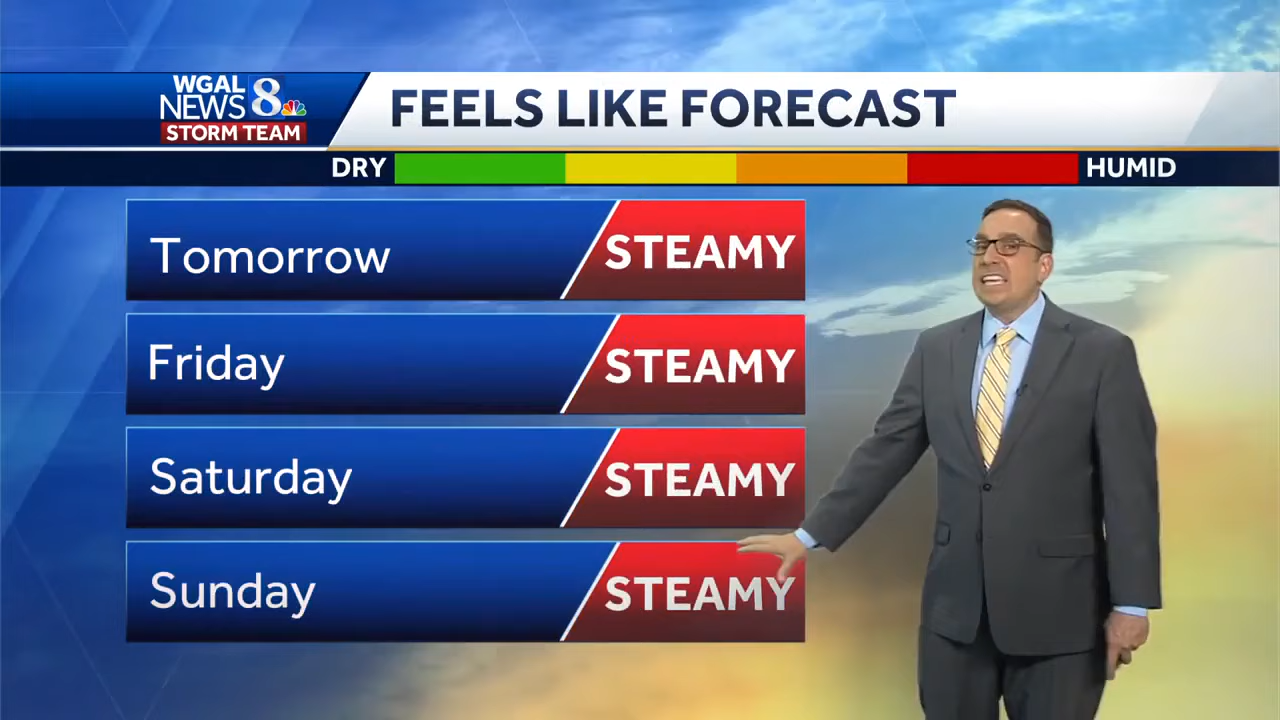 WGAL
NEWS 8
STORM TEAM
FEELS LIKE FORECAST
DRY HUMID
Tomorrow STEAMY
Friday STEAMY
Saturday STEAMY
Sunday STEAMY